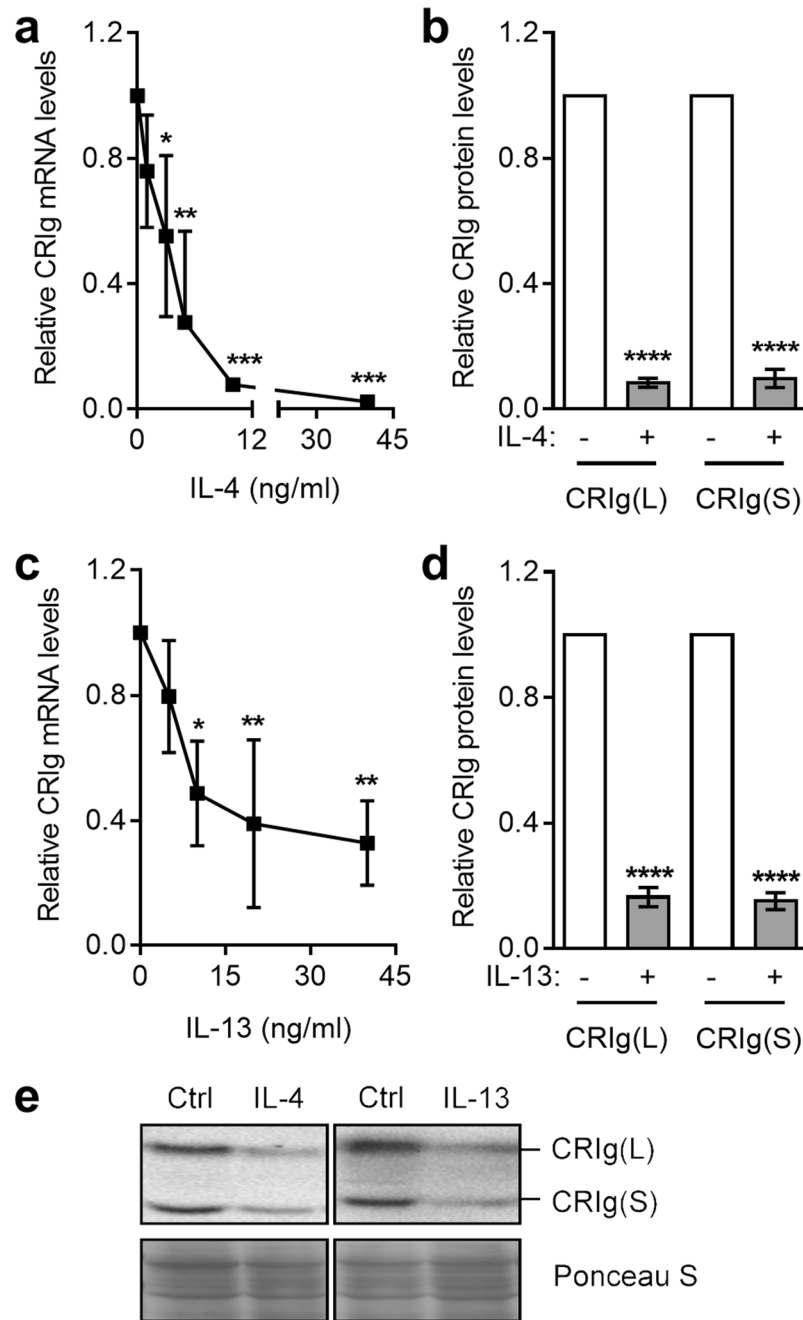 a
Relative CRIg mRNA levels
1.2
0.8
0.4
0.0
*
**
***
***
0 12 30 45
IL-4 (ng/ml)
b
Relative CRIg protein levels
1.2
0.8
0.4
0.0
****
****
IL-4: - + - +
CRIg(L) CRIg(S)
c
Relative CRIg mRNA levels
1.2
0.8
0.4
0.0
*
**
**
0 15 30 45
IL-13 (ng/ml)
d
Relative CRIg protein levels
1.2
0.8
0.4
0.0
****
****
IL-13: - + - +
CRIg(L) CRIg(S)
e
Ctrl IL-4 Ctrl IL-13
CRIg(L)
CRIg(S)
Ponceau S